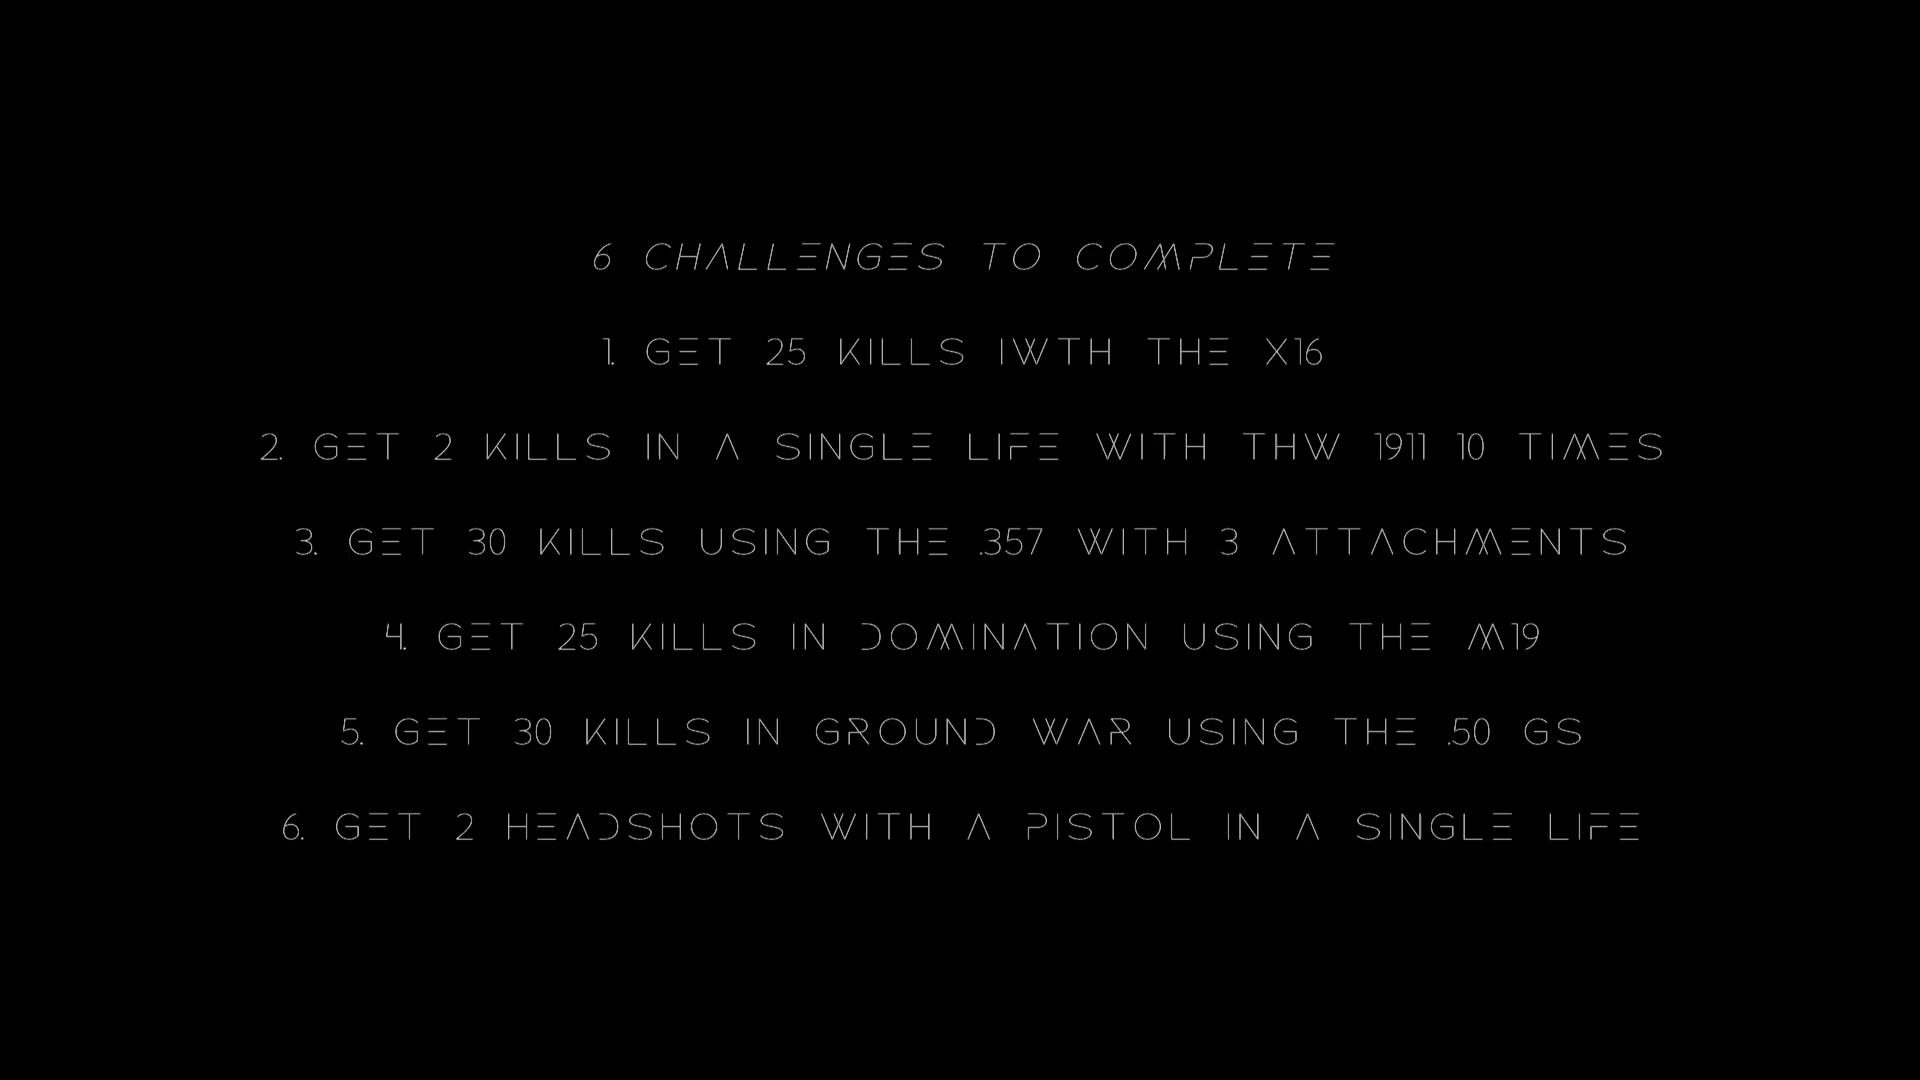 6 CHALLENGES TO COMPLETE
1. GET 25 KILLS IWTH THE X16
2. GET 2 KILLS IN A SINGLE LIFE WITH THW 1911 10 TIMES
3. GET 30 KILLS USING THE .357 WITH 3 ATTACHMENTS
4. GET 25 KILLS IN DOMINATION USING THE M19
5. GET 30 KILLS IN GROUND WAR USING THE .50 GS
6. GET 2 HEADSHOTS WITH A PISTOL IN A SINGLE LIFE